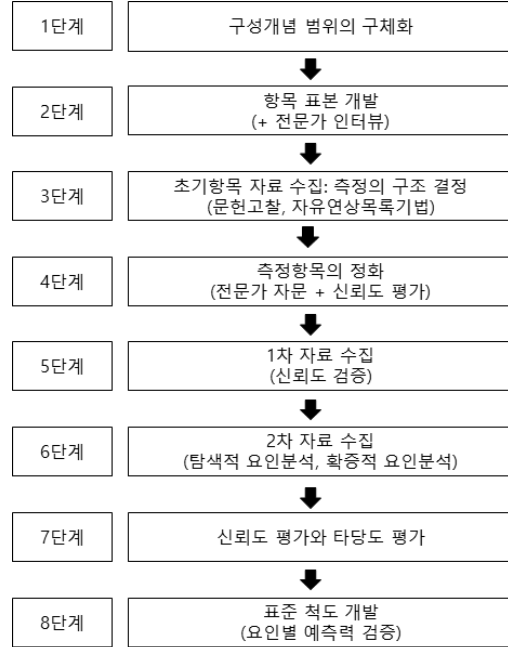 1단계
구성개념 범위의 구체화
2단계
항목 표본 개발
(+ 전문가 인터뷰)
3단계
초기항목 자료 수집: 측정의 구조 결정
(문헌고찰, 자유연상목록기법)
4단계
측정항목의 정화
(전문가 자문 + 신뢰도 평가)
5단계
1차 자료 수집
(신뢰도 검증)
6단계
2차 자료 수집
(탐색적 요인분석, 확증적 요인분석)
7단계
신뢰도 평가와 타당도 평가
8단계
표준 척도 개발
(요인별 예측력 검증)